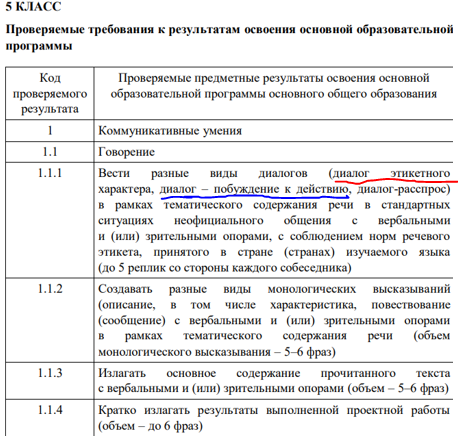 5 КЛАСС
Проверяемые требования к результатам освоения основной образовательной
программы
Код
проверяемого
результата
Проверяемые предметные результаты освоения основной
образовательной программы основного общего образования
1
Коммуникативные умения
1.1
Говорение
1.1.1
Вести разные виды диалогов (диалог этикетного
характера, диалог – побуждение к действию, диалог-расспрос)
в рамках тематического содержания речи в стандартных
ситуациях неофициального общения с вербальными
и (или) зрительными опорами, с соблюдением норм речевого
этикета, принятого в стране (странах) изучаемого языка
(до 5 реплик со стороны каждого собеседника)
1.1.2
Создавать разные виды монологических высказываний
(описание, в том числе характеристика, повествование
(сообщение) с вербальными и (или) зрительными опорами
в рамках тематического содержания речи (объем
монологического высказывания – 5–6 фраз)
1.1.3
Излагать основное содержание прочитанного текста
с вербальными и (или) зрительными опорами (объем – 5–6 фраз)
1.1.4
Кратко излагать результаты выполненной проектной работы
(объем – до 6 фраз)